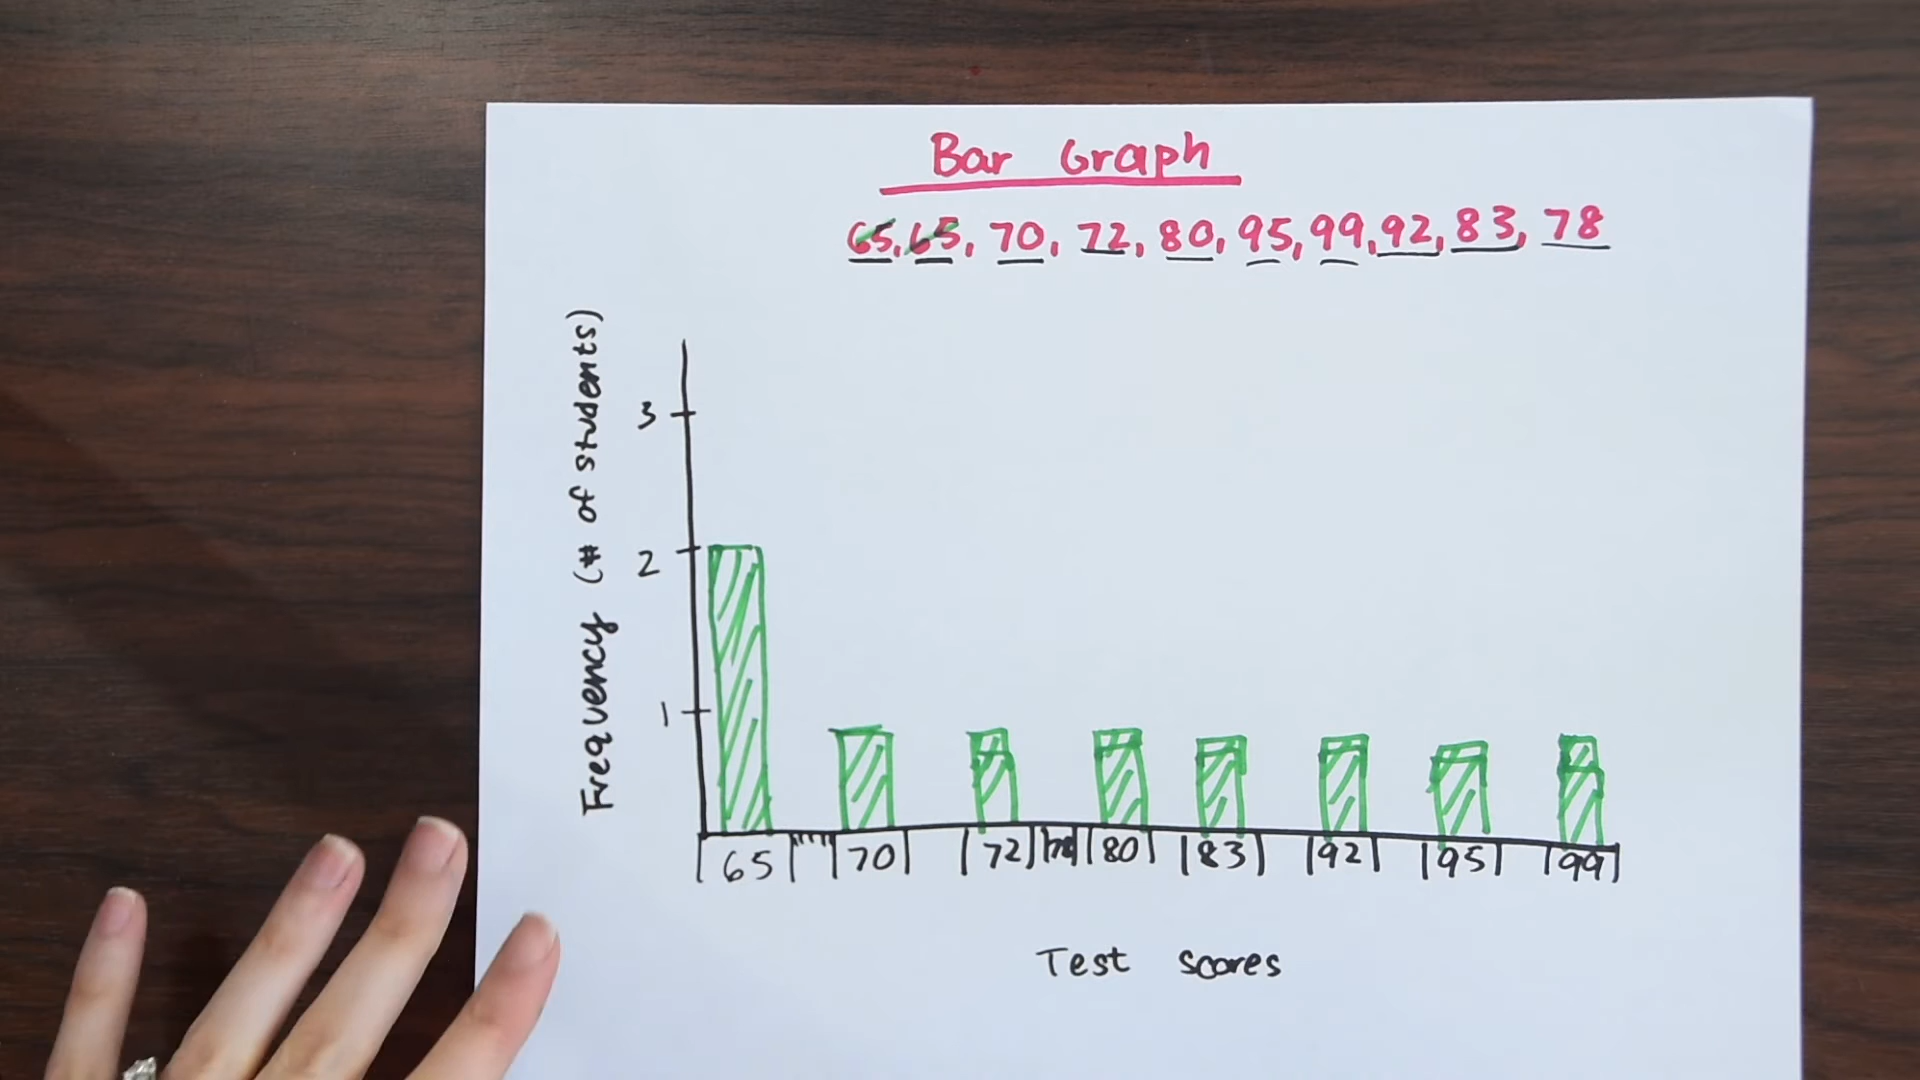 Bar Graph
65, 65, 70, 72, 80, 95, 99, 92, 83, 78
Frequency (# of students)
3
2
1
65 70 72 80 83 92 95 99
Test scores